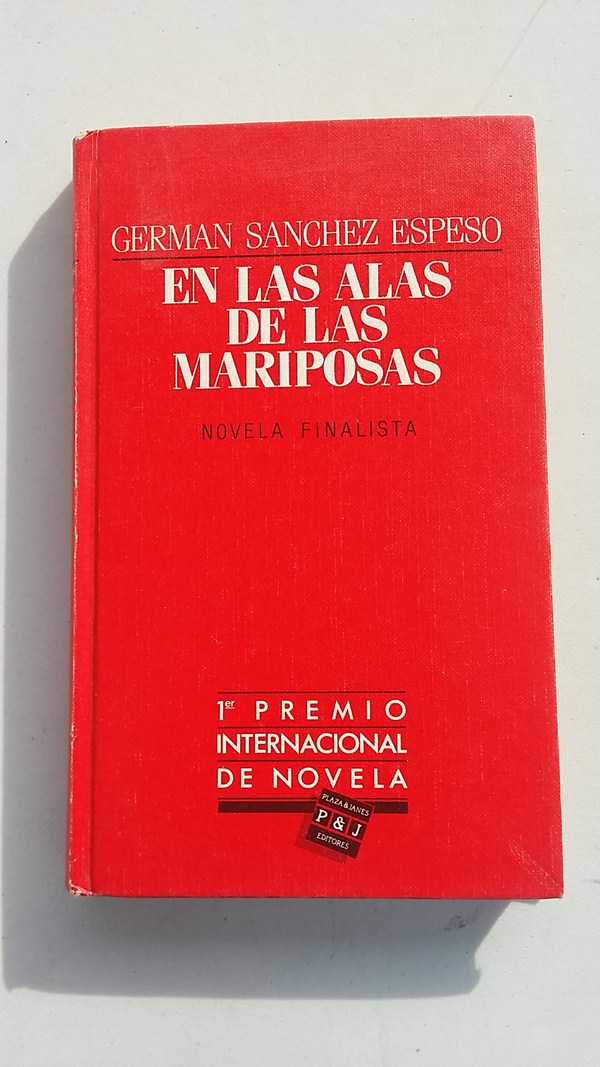 GERMAN SANCHEZ ESPESO
EN LAS ALAS
DE LAS
MARIPOSAS
NOVELA FINALISTA
1er PREMIO
INTERNACIONAL
DE NOVELA
PLAZA & JANES
P & J
EDITORES